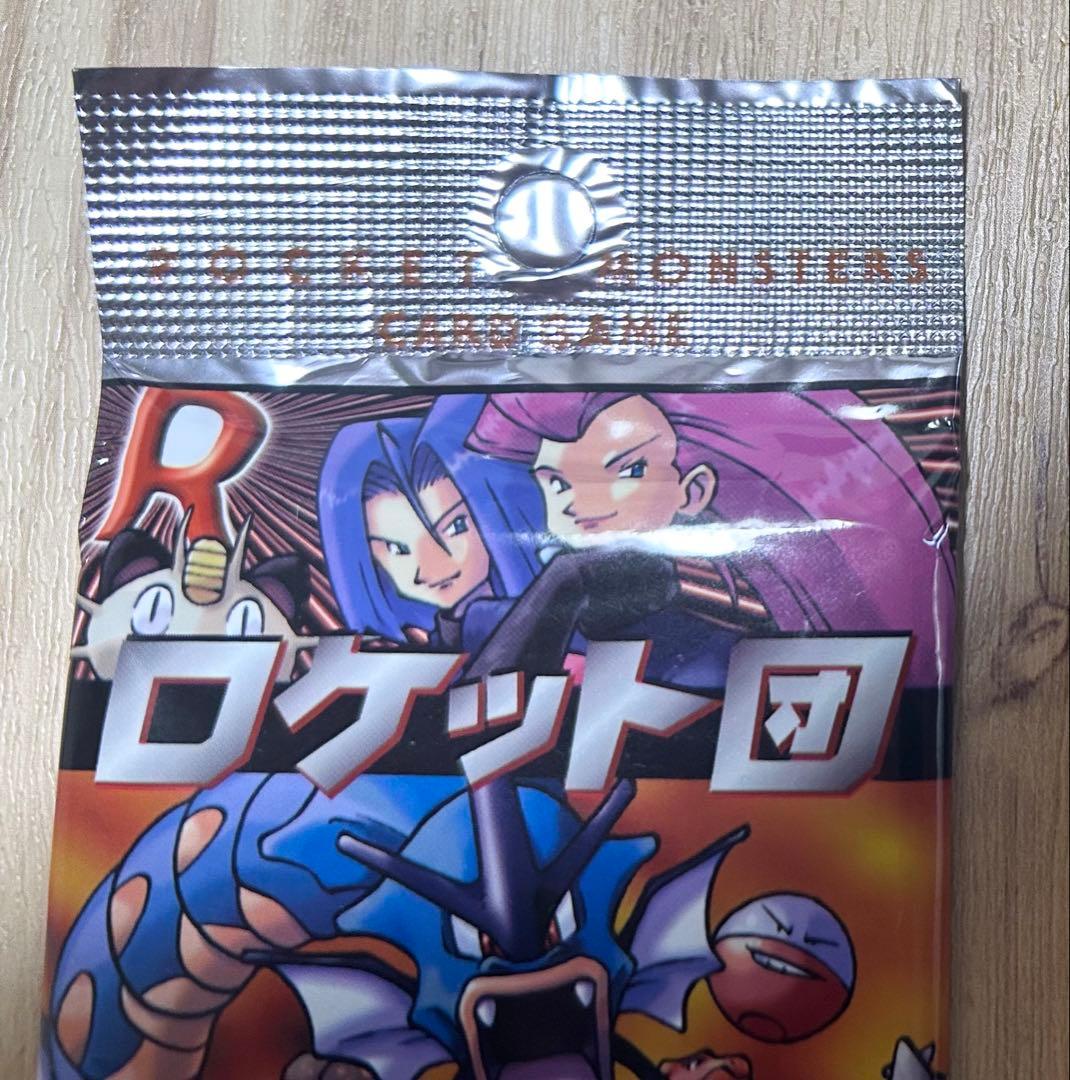 POCKET MONSTERS
CARD GAME
R
ロケット団